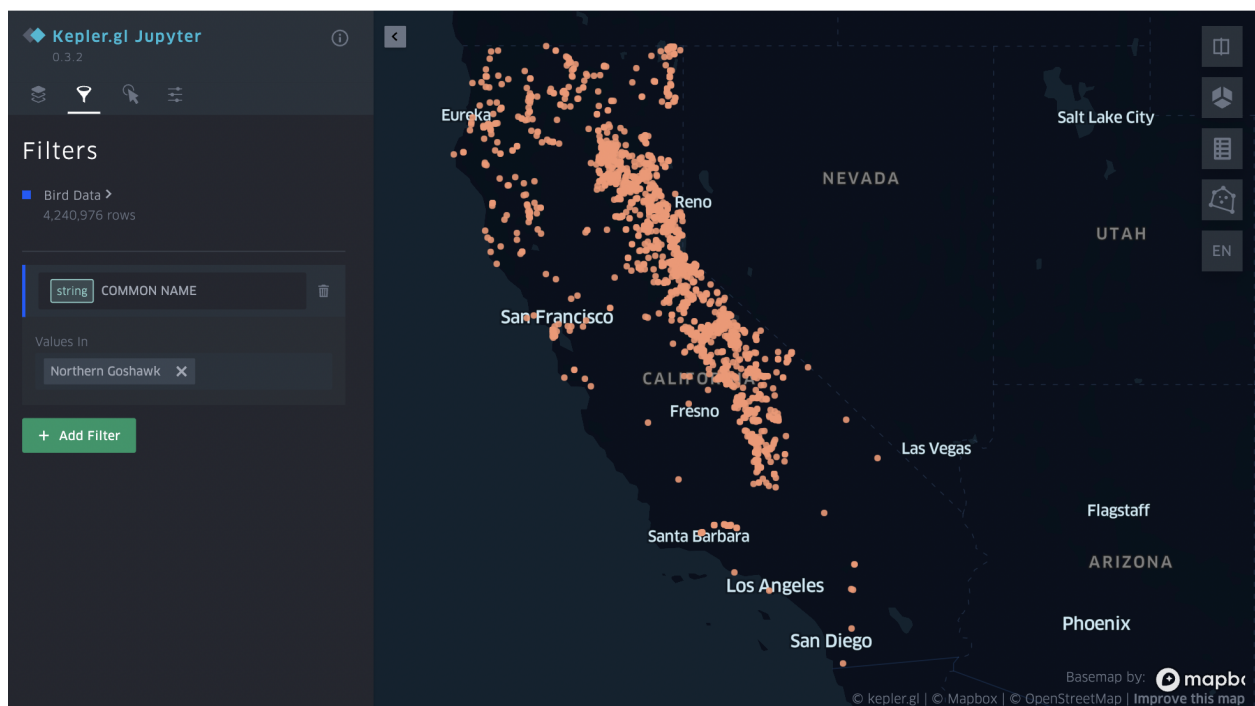 Kepler.gl Jupyter
0.3.2
Filters
Bird Data
4,240,976 rows
string COMMON NAME
Values In
Northern Goshawk
+ Add Filter
Eureka
Salt Lake City
NEVADA
Reno
UTAH
EN
San Francisco
CALIFORNIA
Fresno
Las Vegas
Flagstaff
Santa Barbara
ARIZONA
Los Angeles
Phoenix
San Diego
Basemap by: mapbo
© kepler.gl | © Mapbox | © OpenStreetMap | Improve this map